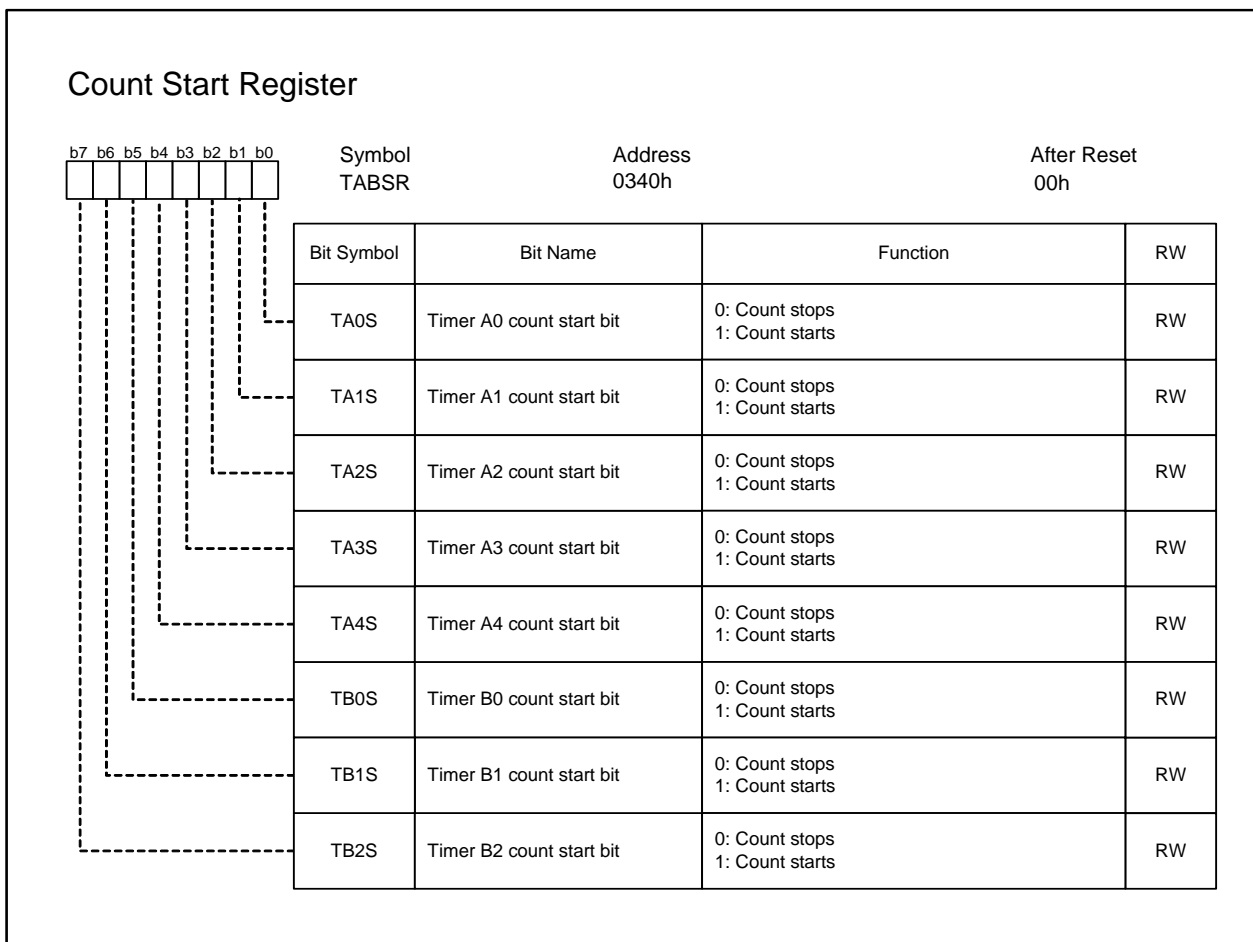 Count Start Register
b7 b6 b5 b4 b3 b2 b1 b0
Symbol Address After Reset
TABSR 0340h 00h
Bit Symbol Bit Name Function RW
TA0S Timer A0 count start bit 0: Count stops
1: Count starts RW
TA1S Timer A1 count start bit 0: Count stops
1: Count starts RW
TA2S Timer A2 count start bit 0: Count stops
1: Count starts RW
TA3S Timer A3 count start bit 0: Count stops
1: Count starts RW
TA4S Timer A4 count start bit 0: Count stops
1: Count starts RW
TB0S Timer B0 count start bit 0: Count stops
1: Count starts RW
TB1S Timer B1 count start bit 0: Count stops
1: Count starts RW
TB2S Timer B2 count start bit 0: Count stops
1: Count starts RW